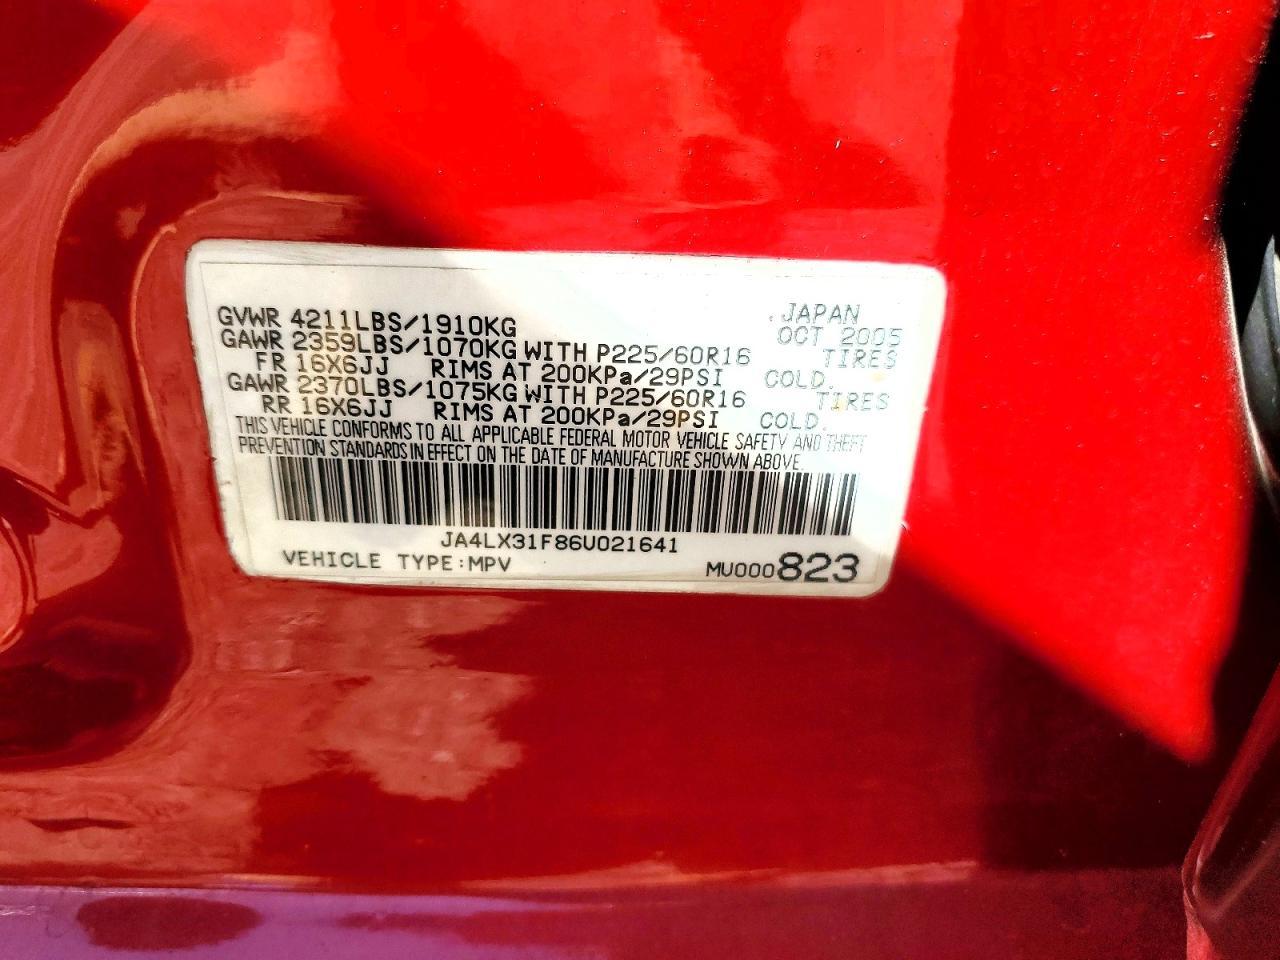 GVWR 4211LBS/1910KG JAPAN
OCT 2005
GAWR 2359LBS/1070KG WITH P225/60R16 TIRES
FR 16X6JJ RIMS AT 200KPa/29PSI COLD.
GAWR 2370LBS/1075KG WITH P225/60R16 TIRES
RR 16X6JJ RIMS AT 200KPa/29PSI COLD.
THIS VEHICLE CONFORMS TO ALL APPLICABLE FEDERAL MOTOR VEHICLE SAFETY AND THEFT
PREVENTION STANDARDS IN EFFECT ON THE DATE OF MANUFACTURE SHOWN ABOVE.
JA4LX31F86U021641
VEHICLE TYPE:MPV MU000823